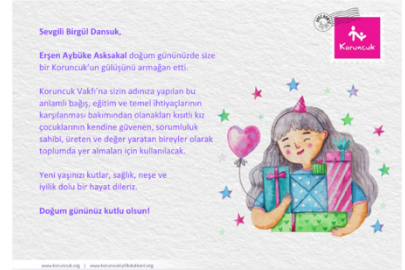 Sevgili Birgül Dansuk,
Erşen Aybüke Asksakal doğum gününüzde size
bir Koruncuk'un gülüşünü armağan etti.
Koruncuk Vakfı'na sizin adınıza yapılan bu
anlamlı bağış, eğitim ve temel ihtiyaçlarının
karşılanması bakımından olanakları kısıtlı kız
çocuklarının kendine güvenen, sorumluluk
sahibi, üreten ve değer yaratan bireyler olarak
toplumda yer almaları için kullanılacak.
Yeni yaşınızı kutlar, sağlık, neşe ve
iyilik dolu bir hayat dileriz.
Doğum gününüz kutlu olsun!
Koruncuk
www.koruncuk.org |